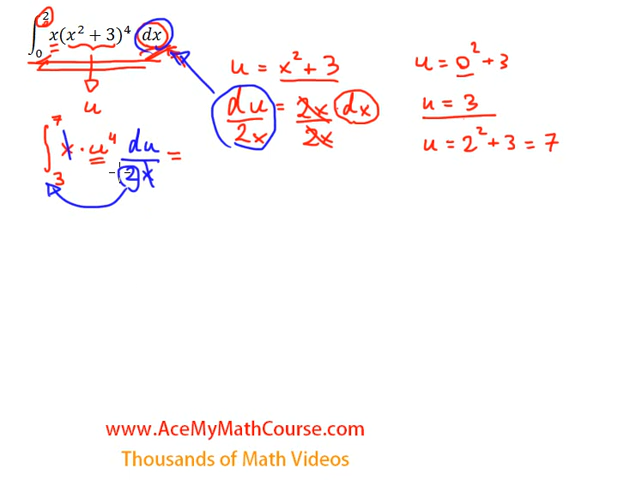 ∫₀² x(x² + 3)⁴ dx
u
∫₃⁷ x · u⁴ du/2x =
u = x² + 3
du/2x = 2x/2x dx
u = 0² + 3
u = 3
u = 2² + 3 = 7
www.AceMyMathCourse.com
Thousands of Math Videos